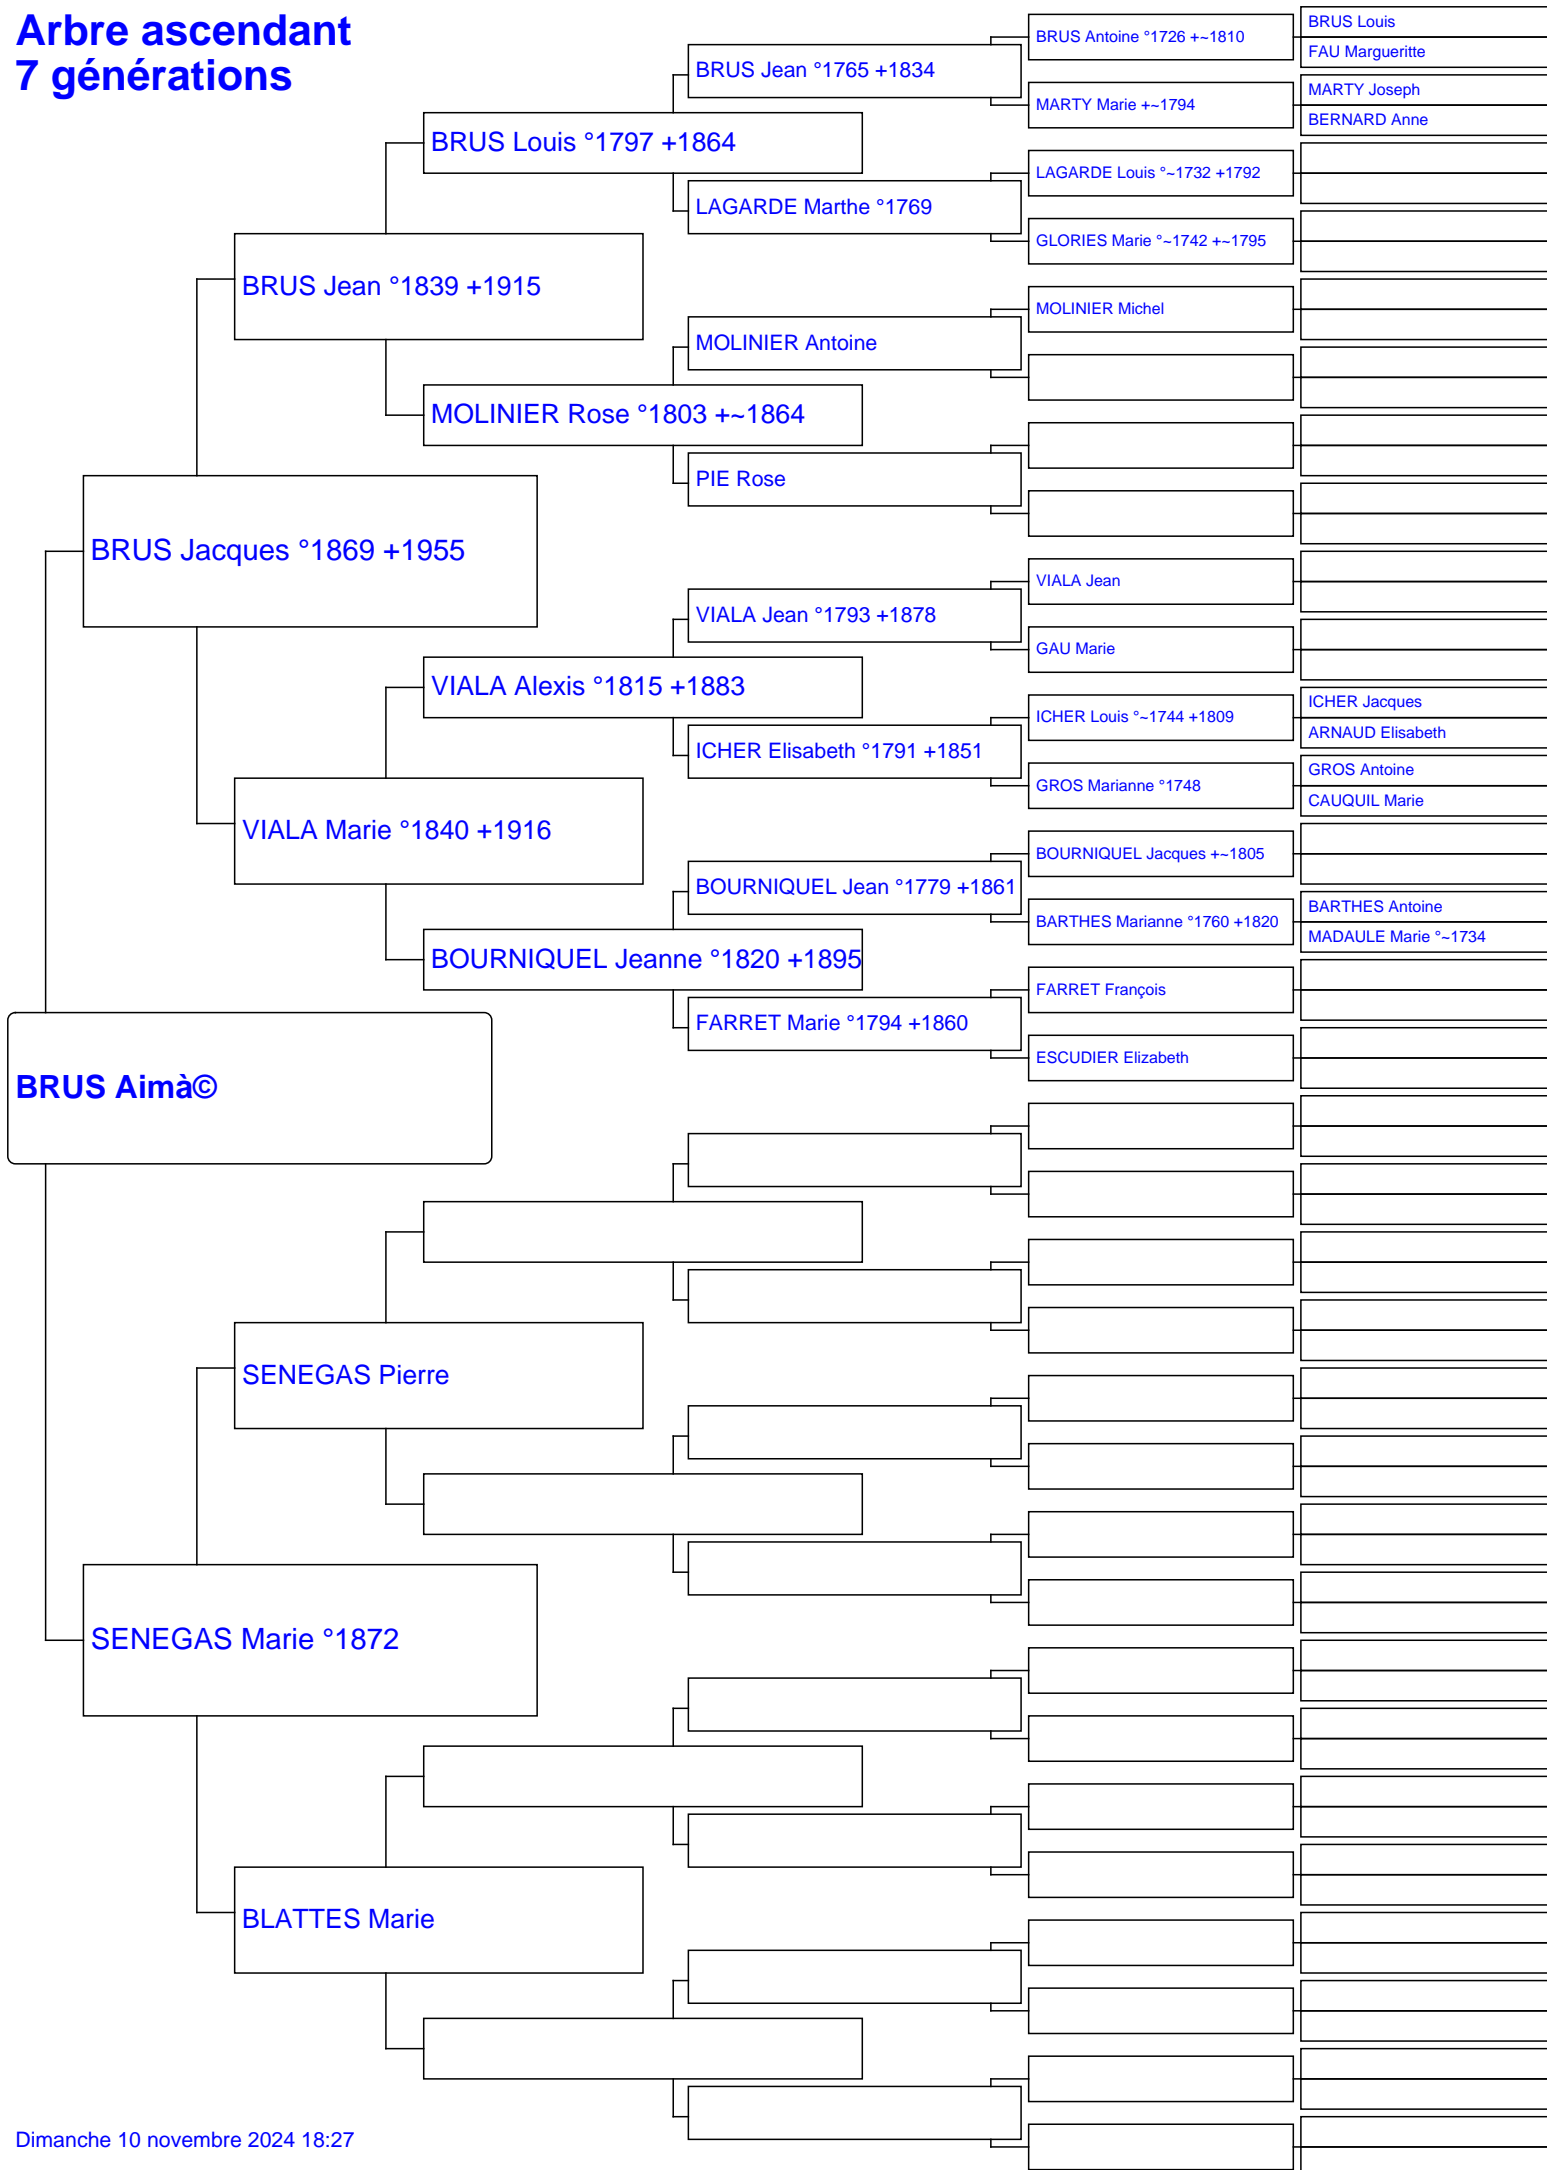 Arbre ascendant
7 générations
BRUS Aimà©
BRUS Jacques °1869 +1955
SENEGAS Marie °1872
BRUS Jean °1839 +1915
VIALA Marie °1840 +1916
SENEGAS Pierre
BLATTES Marie
BRUS Louis °1797 +1864
MOLINIER Rose °1803 +~1864
VIALA Alexis °1815 +1883
BOURNIQUEL Jeanne °1820 +1895
BRUS Jean °1765 +1834
LAGARDE Marthe °1769
MOLINIER Antoine
PIE Rose
VIALA Jean °1793 +1878
ICHER Elisabeth °1791 +1851
BOURNIQUEL Jean °1779 +1861
FARRET Marie °1794 +1860
BRUS Antoine °1726 +~1810
MARTY Marie +~1794
LAGARDE Louis °~1732 +1792
GLORIES Marie °~1742 +~1795
MOLINIER Michel
VIALA Jean
GAU Marie
ICHER Louis °~1744 +1809
GROS Marianne °1748
BOURNIQUEL Jacques +~1805
BARTHES Marianne °1760 +1820
FARRET François
ESCUDIER Elizabeth
BRUS Louis
FAU Margueritte
MARTY Joseph
BERNARD Anne
ICHER Jacques
ARNAUD Elisabeth
GROS Antoine
CAUQUIL Marie
BARTHES Antoine
MADAULE Marie °~1734
Dimanche 10 novembre 2024 18:27